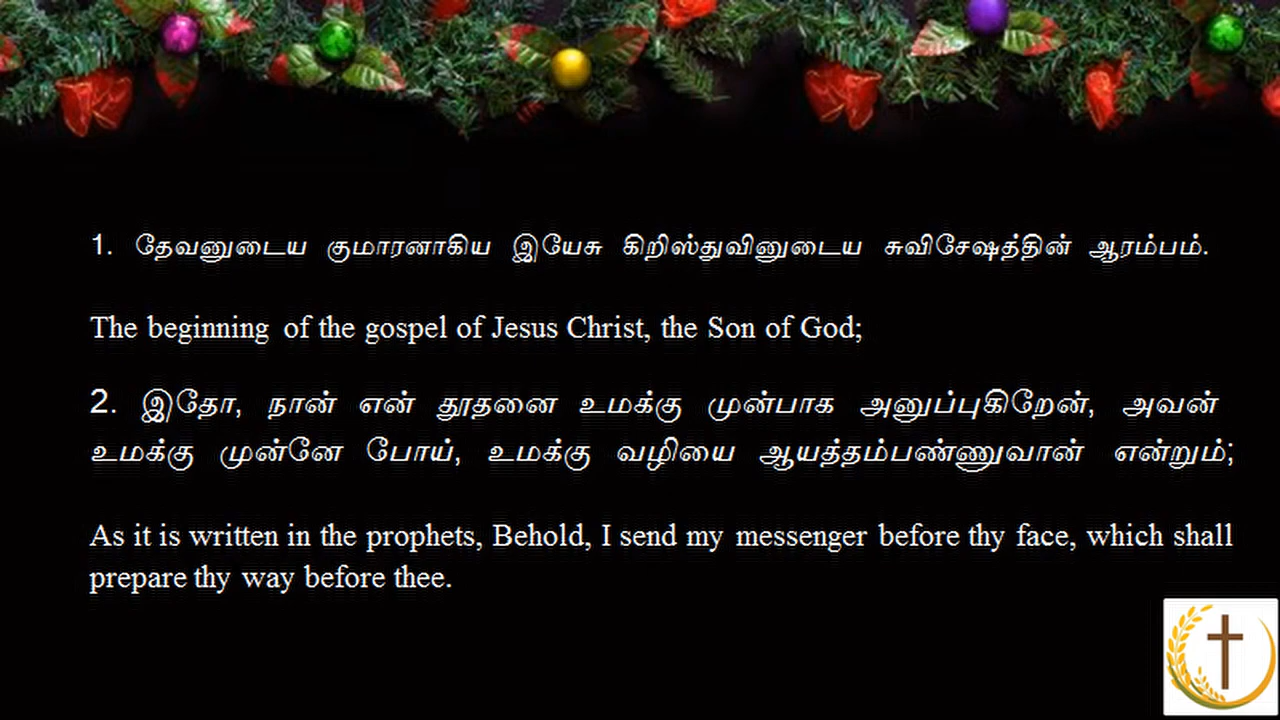 1. தேவனுடைய குமாரனாகிய இயேசு கிறிஸ்துவினுடைய சுவிசேஷத்தின் ஆரம்பம்.
The beginning of the gospel of Jesus Christ, the Son of God;
2. இதோ, நான் என் தூதனை உமக்கு முன்பாக அனுப்புகிறேன், அவன்
உமக்கு முன்னே போய், உமக்கு வழியை ஆயத்தம்பண்ணுவான் என்றும்;
As it is written in the prophets, Behold, I send my messenger before thy face, which shall
prepare thy way before thee.